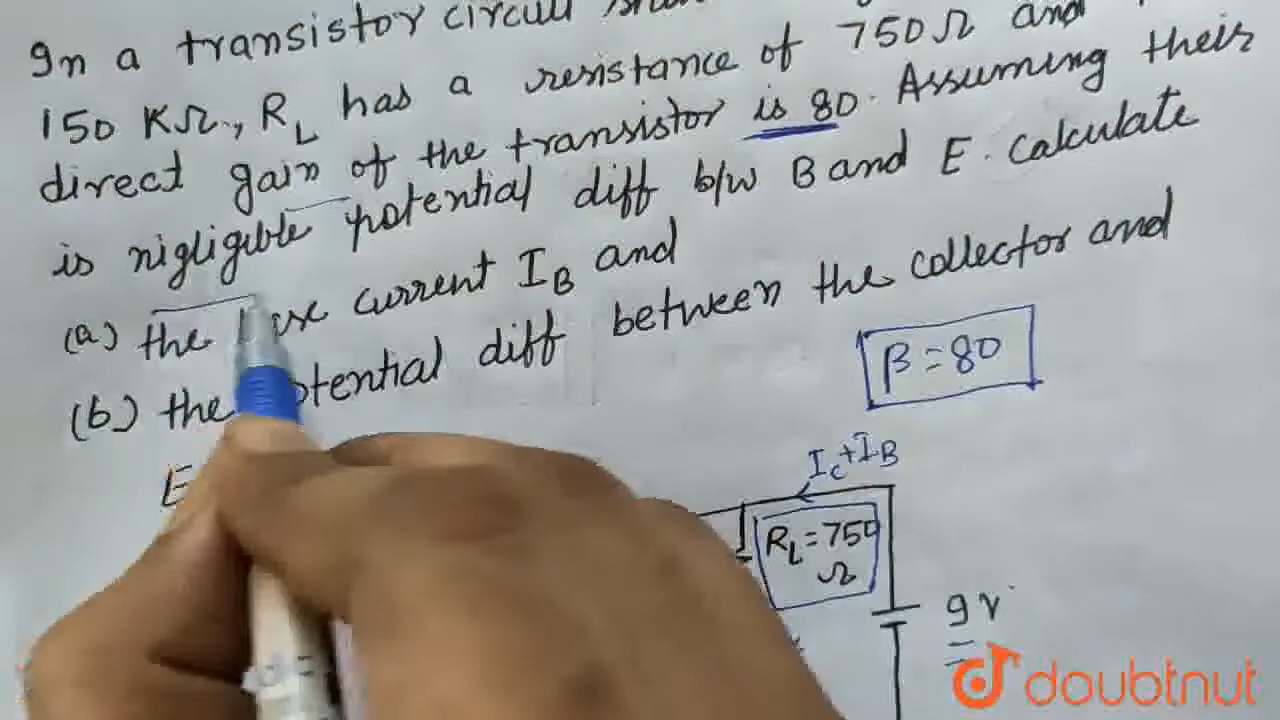 In a transistor circuit
150 KΩ, RL has a resistance of 750Ω and
direct gain of the transistor is 80. Assuming their
is nigligible potential diff b/w B and E. calculate
(a) the base current IB and
(b) the potential diff between the collector and
E
β = 80
Ic+IB
RL=750
Ω
9V
doubtnut